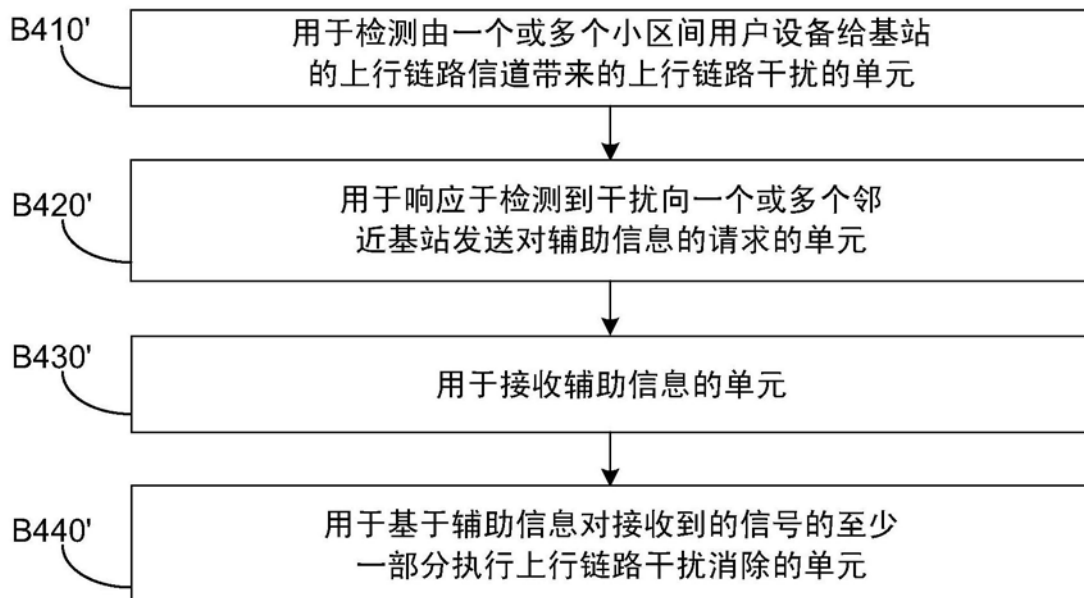 B410'
用于检测由一个或多个小区间用户设备给基站
的上行链路信道带来的上行链路干扰的单元
B420'
用于响应于检测到干扰向一个或多个邻
近基站发送对辅助信息的请求的单元
B430'
用于接收辅助信息的单元
B440'
用于基于辅助信息对接收到的信号的至少
一部分执行上行链路干扰消除的单元